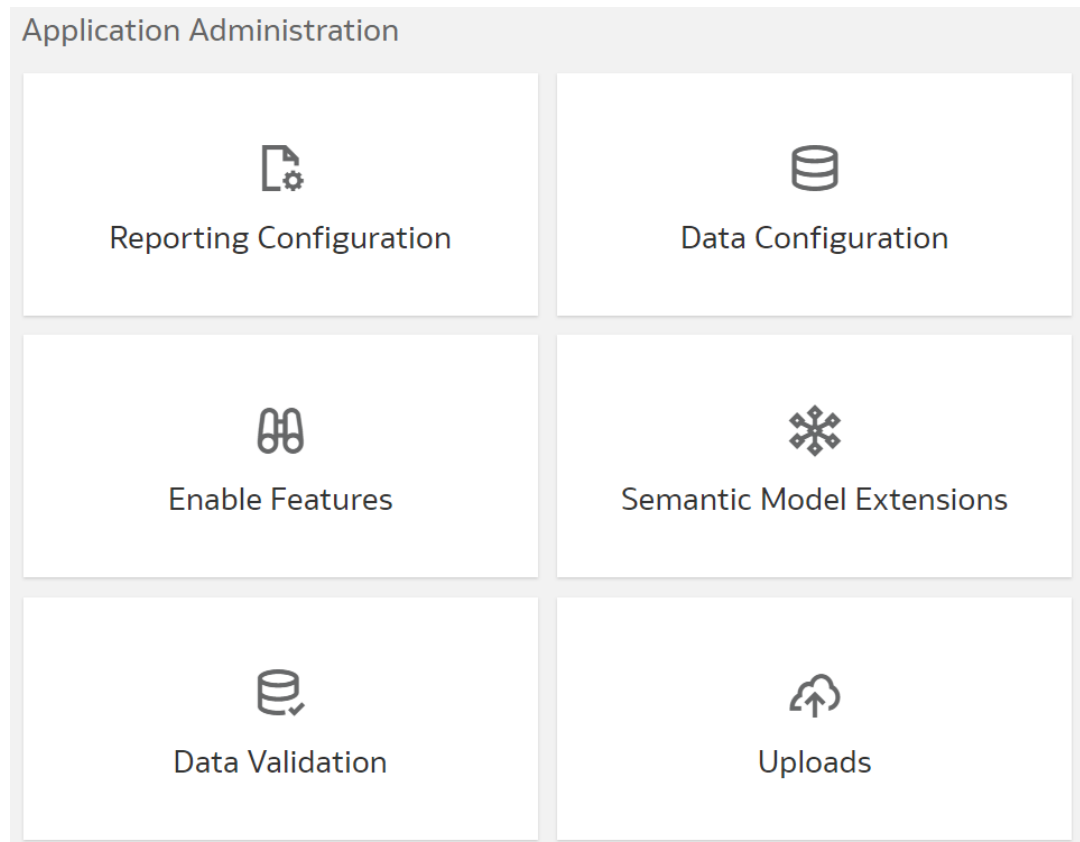 Application Administration
Reporting Configuration
Data Configuration
Enable Features
Semantic Model Extensions
Data Validation
Uploads